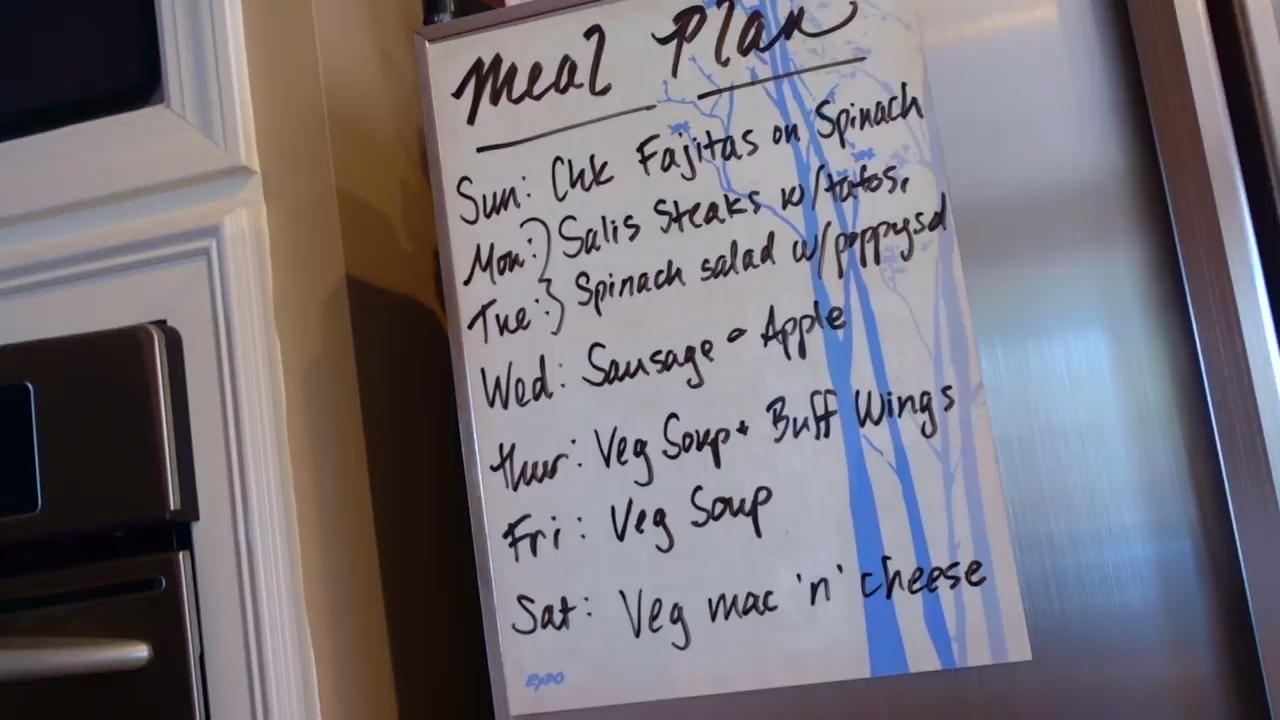 Meal Plan
Sun: Chk Fajitas on Spinach
Mon: Salis Steaks w/tatos.
Tue: Spinach salad w/poppysd
Wed: Sausage - Apple
Thur: Veg Soup + Buff Wings
Fri: Veg Soup
Sat: Veg mac 'n' cheese
EXPO